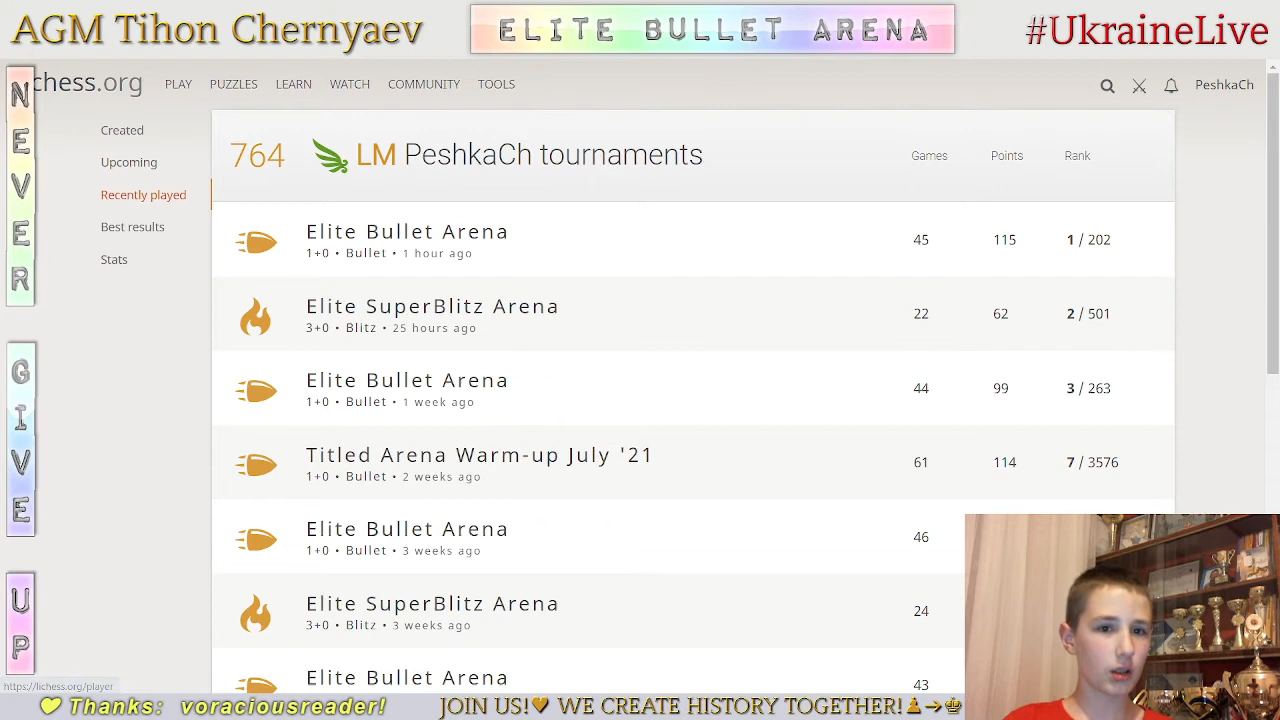 AGM Tihon Chernyaev
ELITE BULLET ARENA
#UkraineLive
NEVER
GIVE
UP
chess.org
PLAY PUZZLES LEARN WATCH COMMUNITY TOOLS
PeshkaCh
Created
Upcoming
Recently played
Best results
Stats
764 LM PeshkaCh tournaments Games Points Rank
Elite Bullet Arena
1+0 • Bullet • 1 hour ago
45 115 1 / 202
Elite SuperBlitz Arena
3+0 • Blitz • 25 hours ago
22 62 2 / 501
Elite Bullet Arena
1+0 • Bullet • 1 week ago
44 99 3 / 263
Titled Arena Warm-up July '21
1+0 • Bullet • 2 weeks ago
61 114 7 / 3576
Elite Bullet Arena
1+0 • Bullet • 3 weeks ago
46
Elite SuperBlitz Arena
3+0 • Blitz • 3 weeks ago
24
Elite Bullet Arena
43
https://lichess.org/player
Thanks: voraciousreader!
JOIN US! WE CREATE HISTORY TOGETHER!